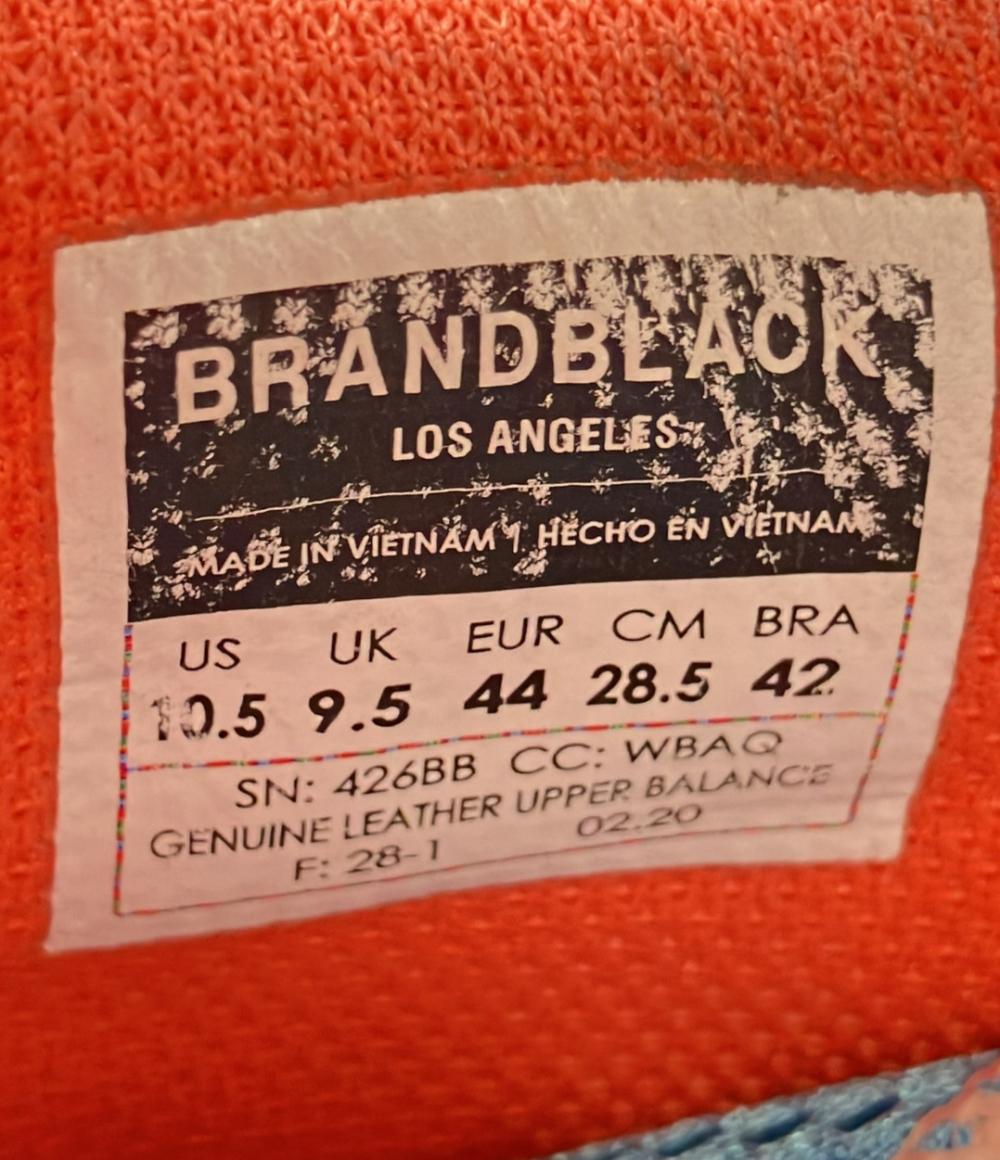 BRANDBLACK
LOS ANGELES
MADE IN VIETNAM | HECHO EN VIETNAM
US UK EUR CM BRA
10.5 9.5 44 28.5 42
SN: 426BB CC: WBAQ
GENUINE LEATHER UPPER BALANCE
F: 28-1 02.20